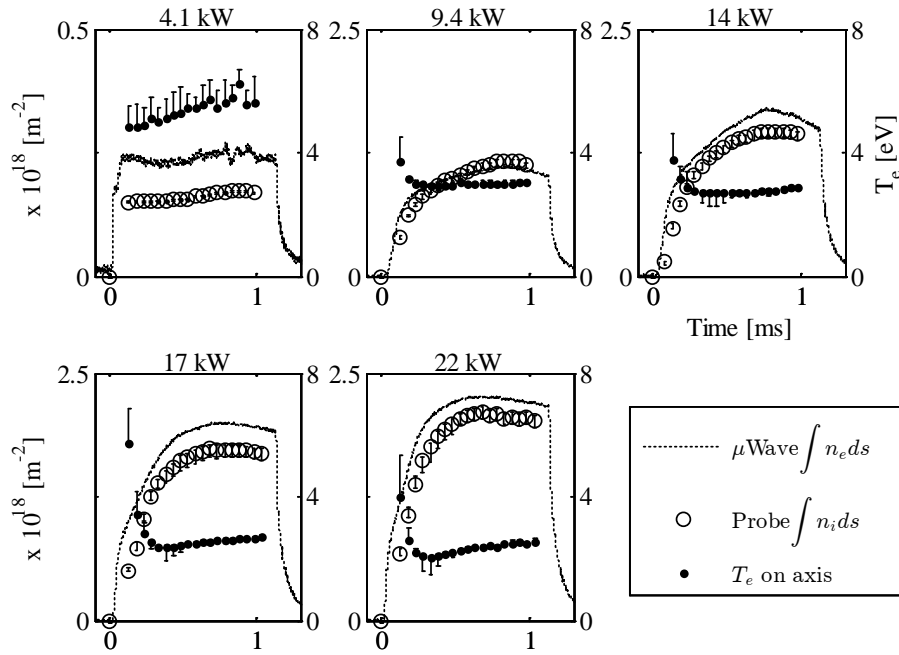 4.1 kW 9.4 kW 14 kW
0.5 8 2.5 8 2.5 8
x 10^18 [m^-2] 4 4 4 T_e [eV]
0 0 0 0 0 0
0 1 0 1 0 1
Time [ms]
17 kW 22 kW
2.5 8 2.5 8
x 10^18 [m^-2] 4 4
0 0 0 0
0 1 0 1
μWave ∫ n_e ds
Probe ∫ n_i ds
T_e on axis